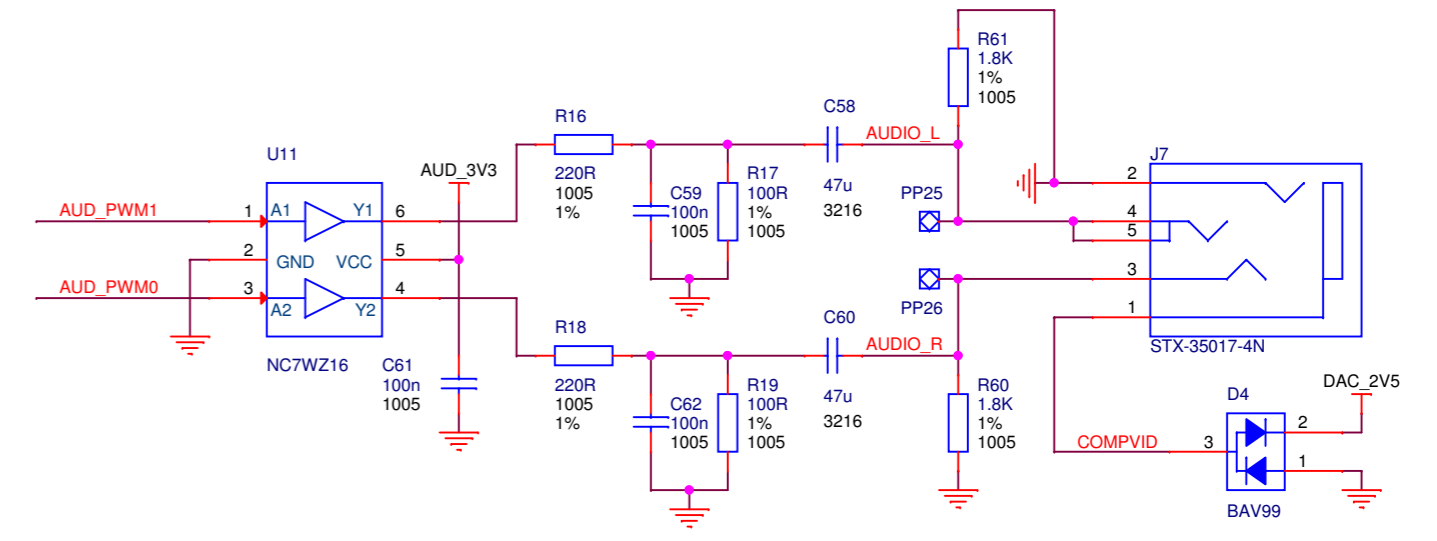 R61
1.8K
1%
1005
C58
AUDIO_L
47u
3216
R16
220R
1005
1%
C59
100n
1005
R17
100R
1%
1005
U11
AUD_3V3
AUD_PWM1
1
A1
Y1
6
2
GND
VCC
5
AUD_PWM0
3
A2
Y2
4
NC7WZ16
C61
100n
1005
PP25
PP26
J7
2
4
5
3
1
STX-35017-4N
R18
220R
1005
1%
C62
100n
1005
R19
100R
1%
1005
C60
AUDIO_R
47u
3216
R60
1.8K
1%
1005
DAC_2V5
D4
COMPVID
3
2
1
BAV99